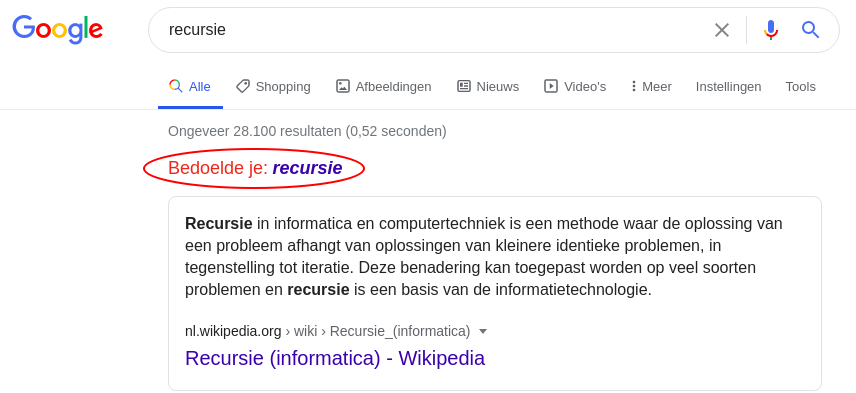 Google
recursie
Alle Shopping Afbeeldingen Nieuws Video's Meer Instellingen Tools
Ongeveer 28.100 resultaten (0,52 seconden)
Bedoelde je: recursie
Recursie in informatica en computertechniek is een methode waar de oplossing van
een probleem afhangt van oplossingen van kleinere identieke problemen, in
tegenstelling tot iteratie. Deze benadering kan toegepast worden op veel soorten
problemen en recursie is een basis de informatietechnologie.
nl.wikipedia.org › wiki › Recursie_(informatica)
Recursie (informatica) - Wikipedia